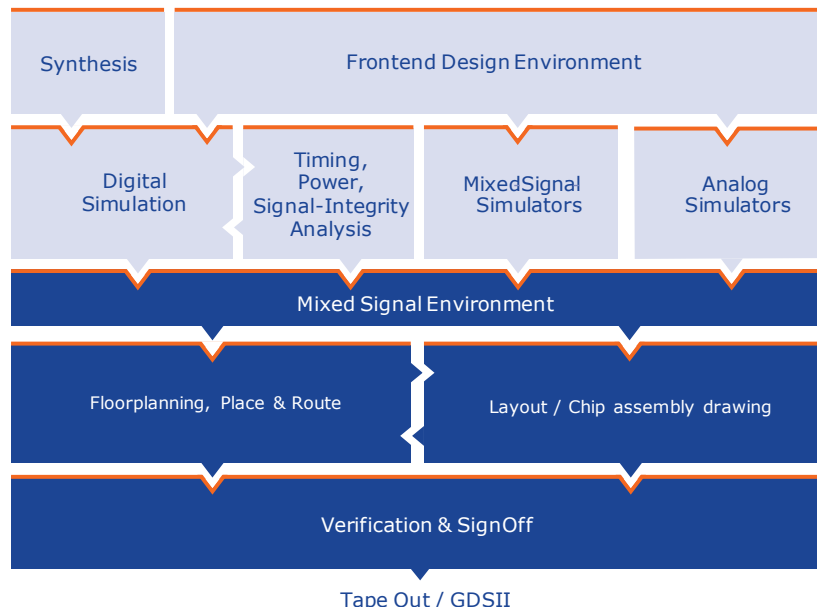 Synthesis
Frontend Design Environment
Digital
Simulation
Timing,
Power,
Signal-Integrity
Analysis
MixedSignal
Simulators
Analog
Simulators
Mixed Signal Environment
Floorplanning, Place & Route
Layout / Chip assembly drawing
Verification & SignOff
Tape Out / GDSII